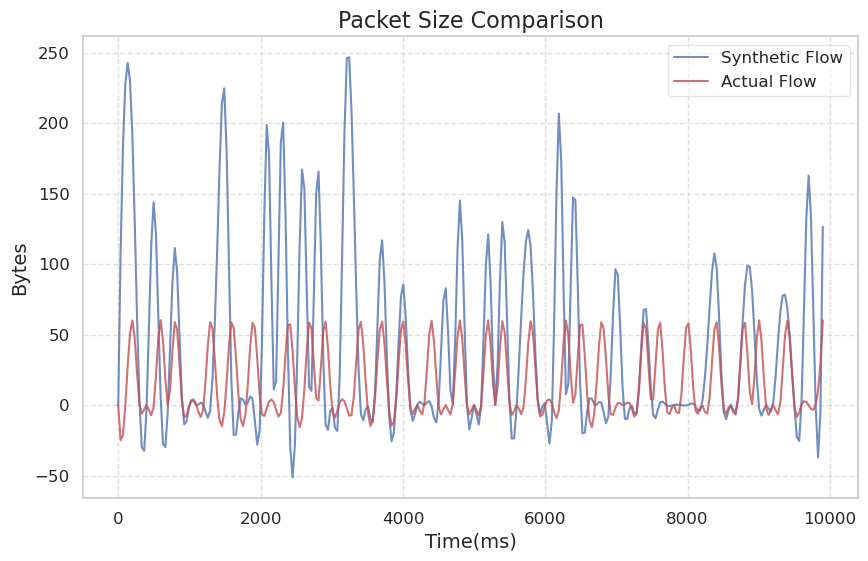 Packet Size Comparison
Synthetic Flow
Actual Flow
Bytes
250
200
150
100
50
0
−50
0 2000 4000 6000 8000 10000
Time(ms)